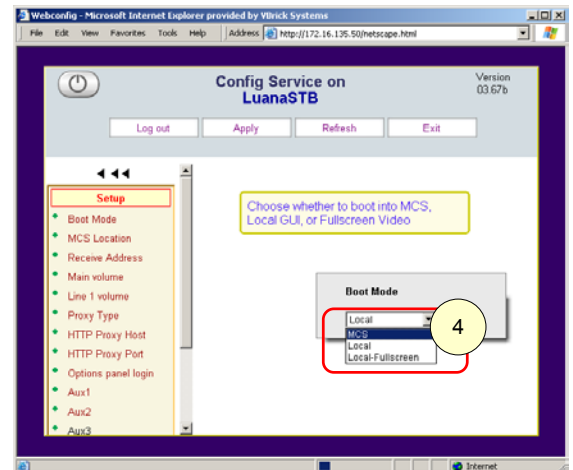 Webconfig - Microsoft Internet Explorer provided by VBrick Systems
File Edit View Favorites Tools Help Address http://172.16.135.50/netscape.html
Config Service on
LuanaSTB
Version
03.67b
Log out Apply Refresh Exit
Setup
Boot Mode
MCS Location
Receive Address
Main volume
Line 1 volume
Proxy Type
HTTP Proxy Host
HTTP Proxy Port
Options panel login
Aux1
Aux2
Aux3
Choose whether to boot into MCS,
Local GUI, or Fullscreen Video
Boot Mode
Local
MCS
Local
Local-Fullscreen
4
Internet